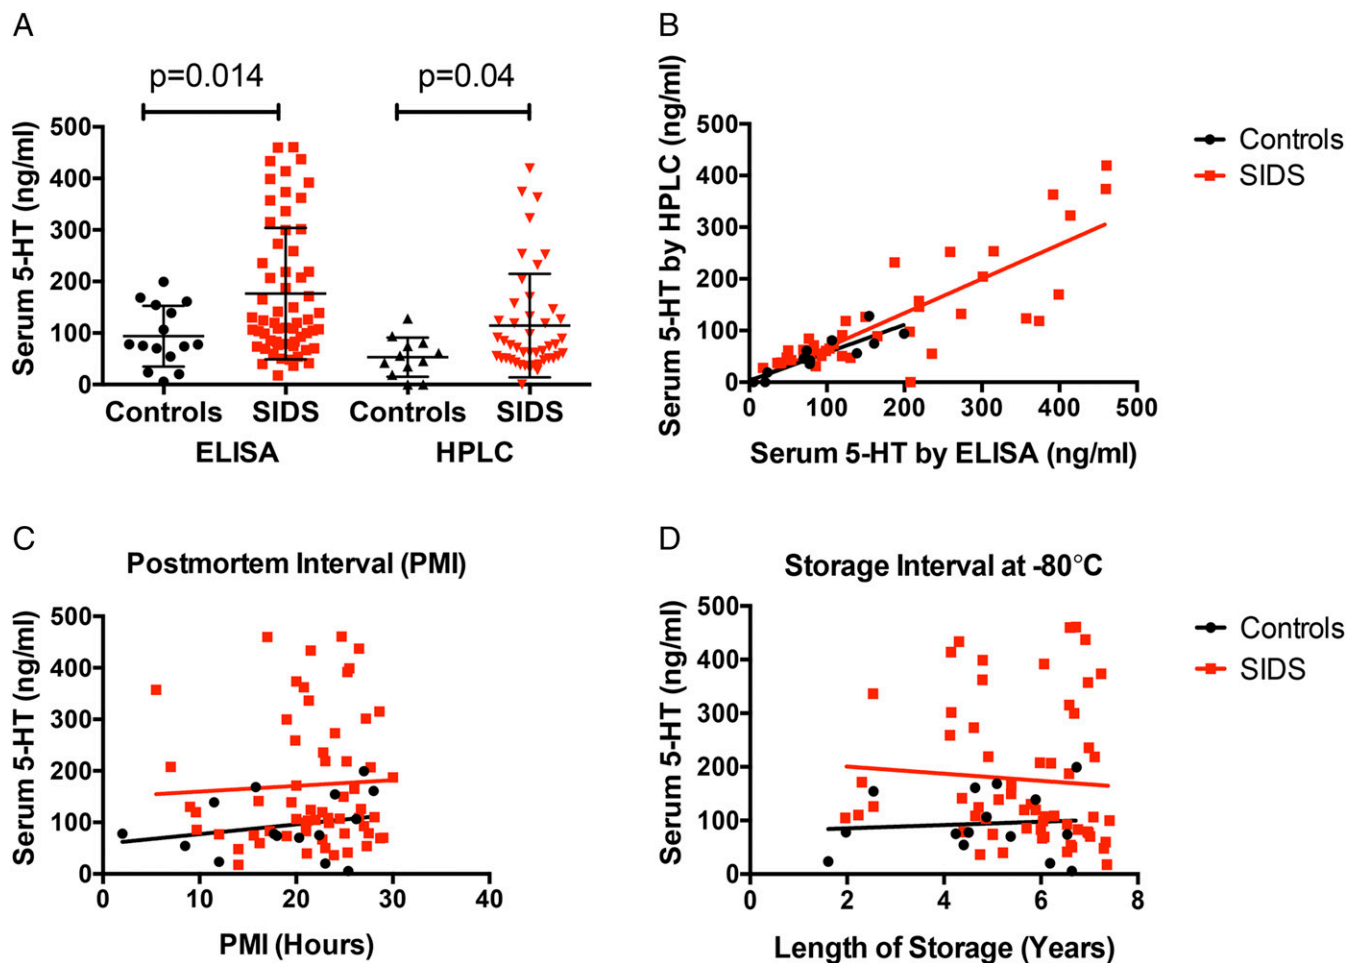 A
p=0.014
p=0.04
Serum 5-HT (ng/ml)
500
400
300
200
100
0
Controls
SIDS
Controls
SIDS
ELISA
HPLC
B
Serum 5-HT by HPLC (ng/ml)
500
400
300
200
100
0
0
100
200
300
400
500
Serum 5-HT by ELISA (ng/ml)
Controls
SIDS
C
Postmortem Interval (PMI)
Serum 5-HT (ng/ml)
500
400
300
200
100
0
0
10
20
30
40
PMI (Hours)
D
Storage Interval at -80°C
Serum 5-HT (ng/ml)
500
400
300
200
100
0
0
2
4
6
8
Length of Storage (Years)
Controls
SIDS